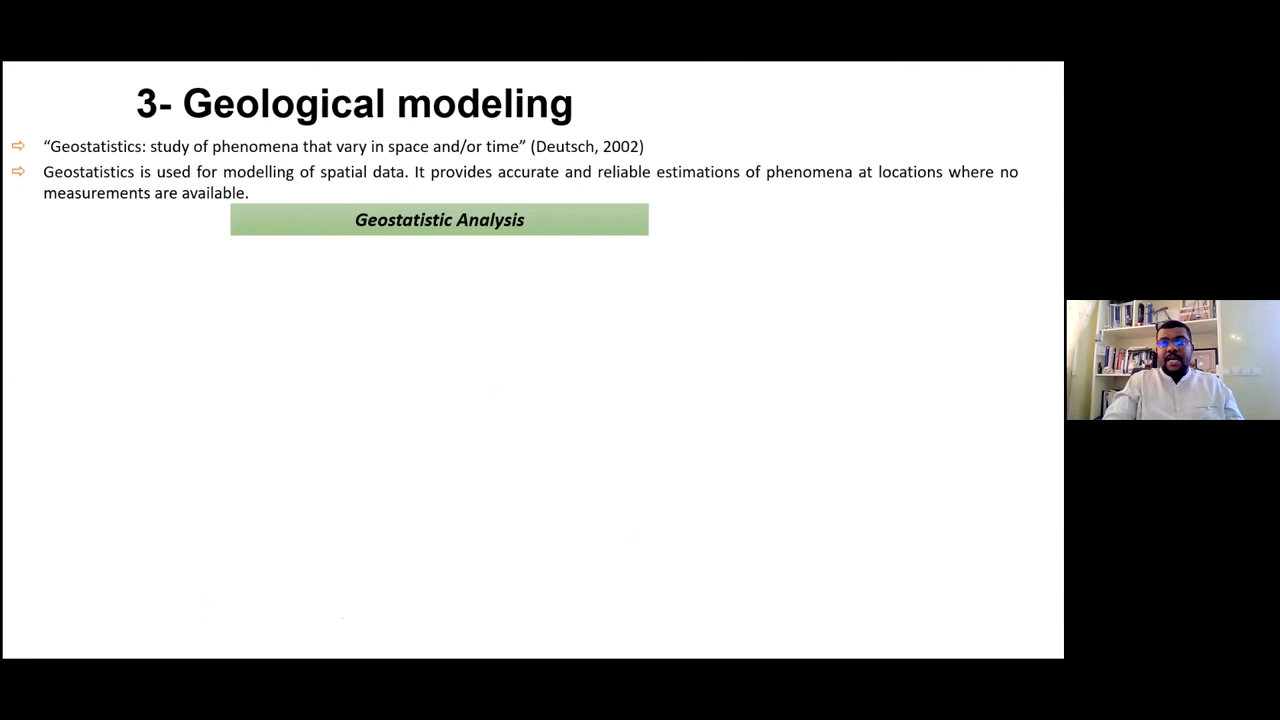 3- Geological modeling
⇨ “Geostatistics: study of phenomena that vary in space and/or time” (Deutsch, 2002)
⇨ Geostatistics is used for modelling of spatial data. It provides accurate and reliable estimations of phenomena at locations where no
measurements are available.
Geostatistic Analysis